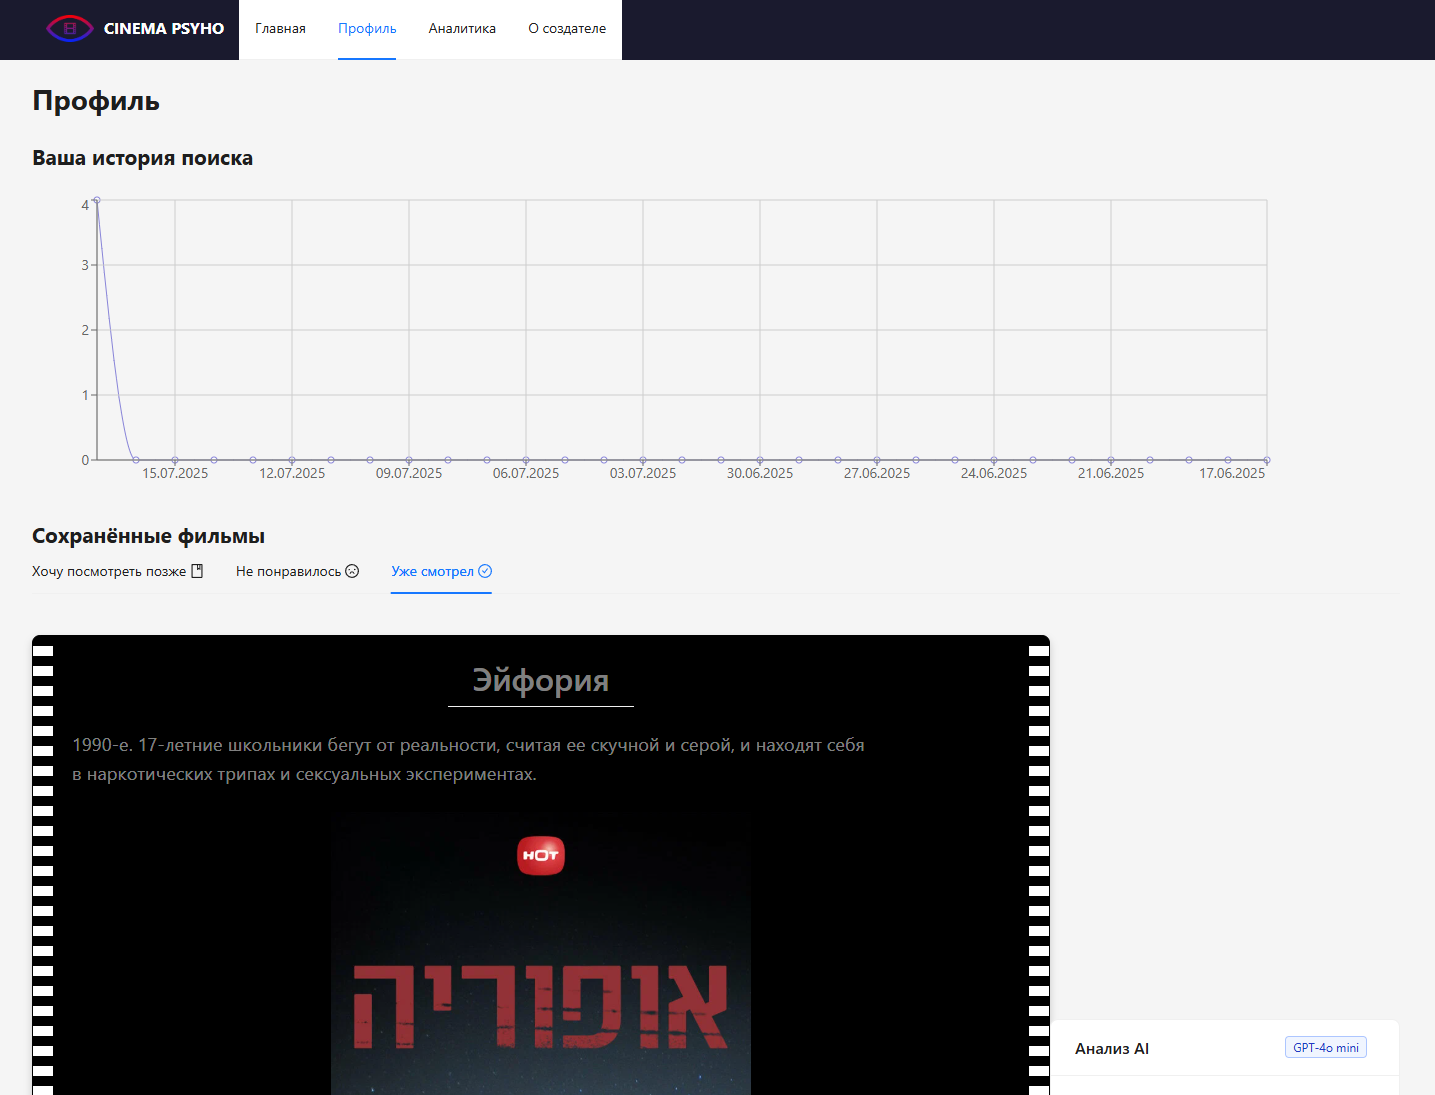 CINEMA PSYHO
Главная
Профиль
Аналитика
О создателе
Профиль
Ваша история поиска
4
3
2
1
0
15.07.2025
12.07.2025
09.07.2025
06.07.2025
03.07.2025
30.06.2025
27.06.2025
24.06.2025
21.06.2025
17.06.2025
Сохранённые фильмы
Хочу посмотреть позже
Не понравилось
Уже смотрел
Эйфория
1990-е. 17-летние школьники бегут от реальности, считая ее скучной и серой, и находят себя
в наркотических трипах и сексуальных экспериментах.
HOT
אופוריה
Анализ AI
GPT-4o mini